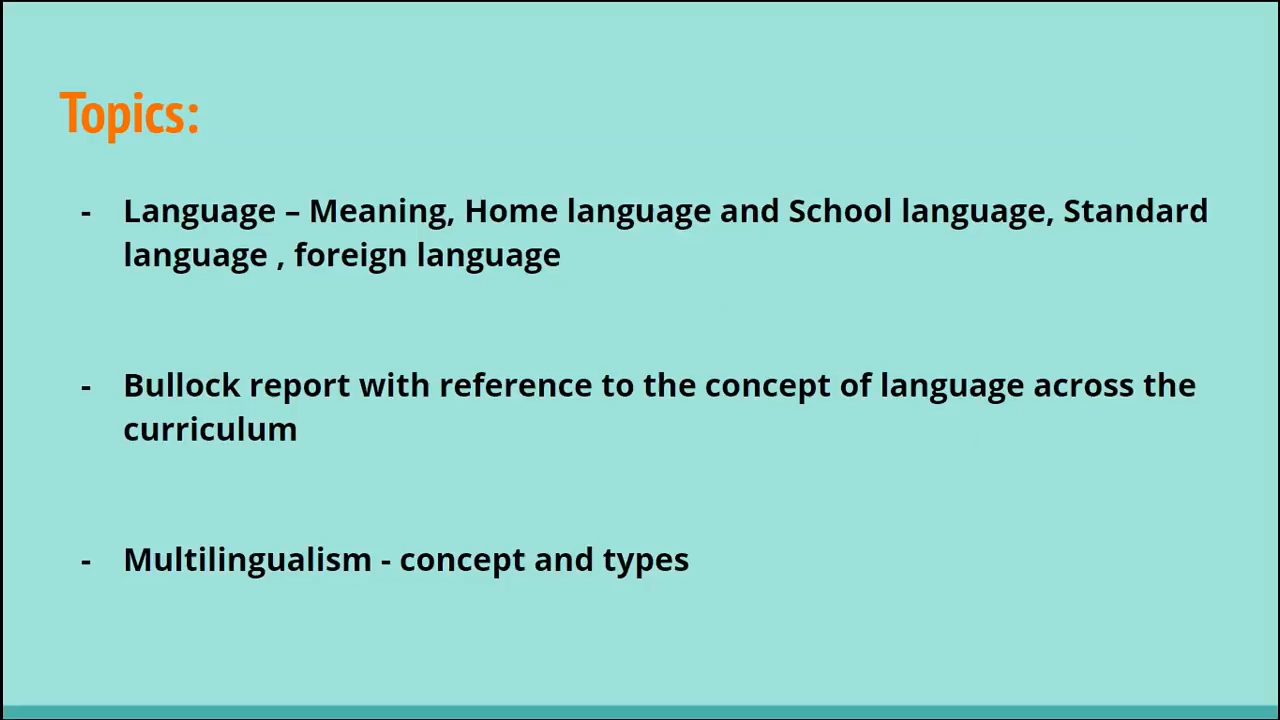 Topics:
- Language – Meaning, Home language and School language, Standard
language , foreign language
- Bullock report with reference to the concept of language across the
curriculum
- Multilingualism - concept and types